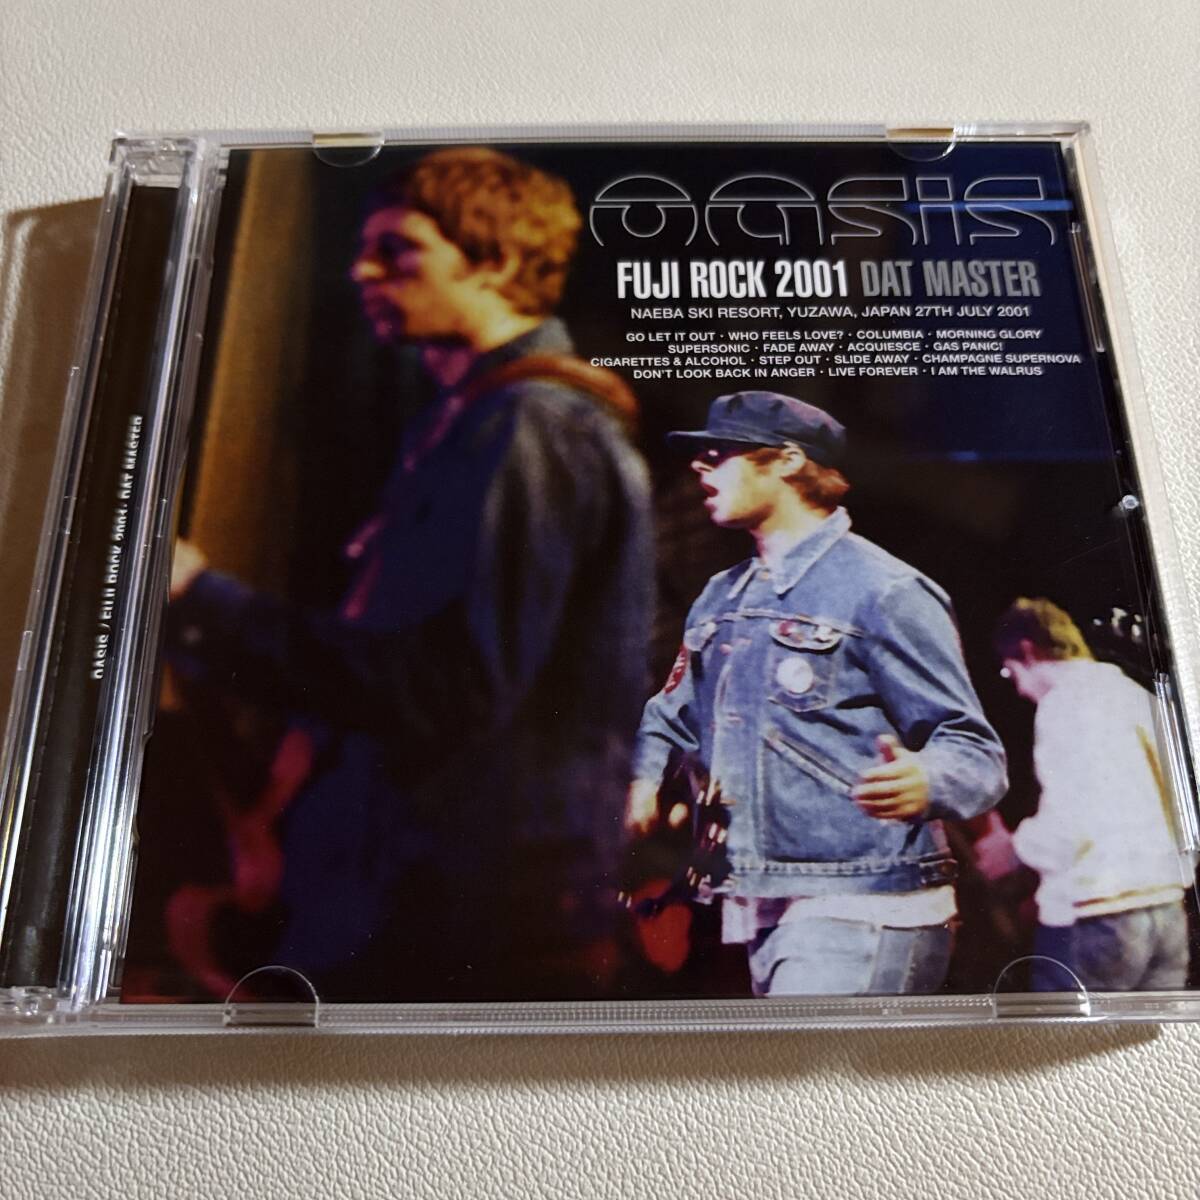 oasis
FUJI ROCK 2001 DAT MASTER
NAEBA SKI RESORT, YUZAWA, JAPAN 27TH JULY 2001
GO LET IT OUT · WHO FEELS LOVE? · COLUMBIA · MORNING GLORY
SUPERSONIC · FADE AWAY · ACQUIESCE · GAS PANIC!
CIGARETTES & ALCOHOL · STEP OUT · SLIDE AWAY · CHAMPAGNE SUPERNOVA
DON'T LOOK BACK IN ANGER · LIVE FOREVER · I AM THE WALRUS
OASIS / FUJI ROCK 2001: DAT MASTER